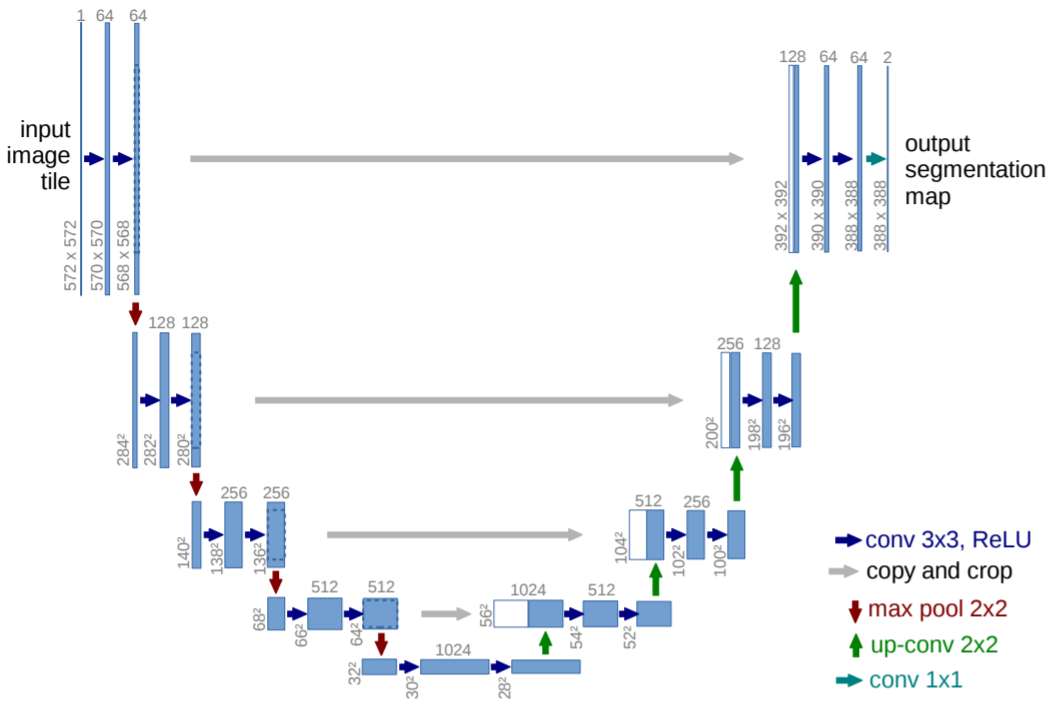 1 64 64
input
image
tile
572 x 572
570 x 570
568 x 568
128 64 64 2
output
segmentation
map
392 x 392
390 x 390
388 x 388
388 x 388
128 128
284²
282²
280²
256 128
200²
198²
196²
256 256
140²
138²
136²
512 256
104²
102²
100²
512 512
68²
66²
64²
1024 512
56²
54²
52²
1024
32²
30²
28²
conv 3x3, ReLU
copy and crop
max pool 2x2
up-conv 2x2
conv 1x1